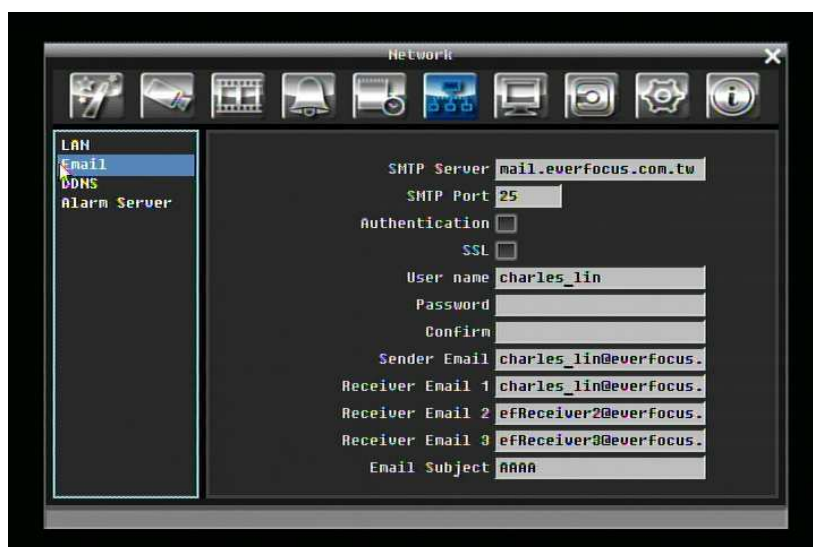 Network
LAN
Email
DDNS
Alarm Server
SMTP Server mail.everfocus.com.tw
SMTP Port 25
Authentication
SSL
User name charles_lin
Password
Confirm
Sender Email charles_lin@everfocus.
Receiver Email 1 charles_lin@everfocus.
Receiver Email 2 efReceiver2@everfocus.
Receiver Email 3 efReceiver3@everfocus.
Email Subject AAAA